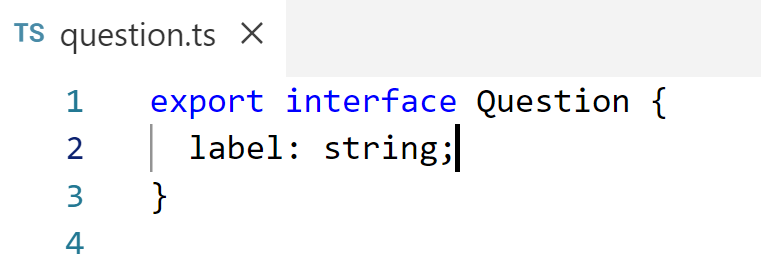 TS question.ts
1 export interface Question {
2   label: string;
3 }
4